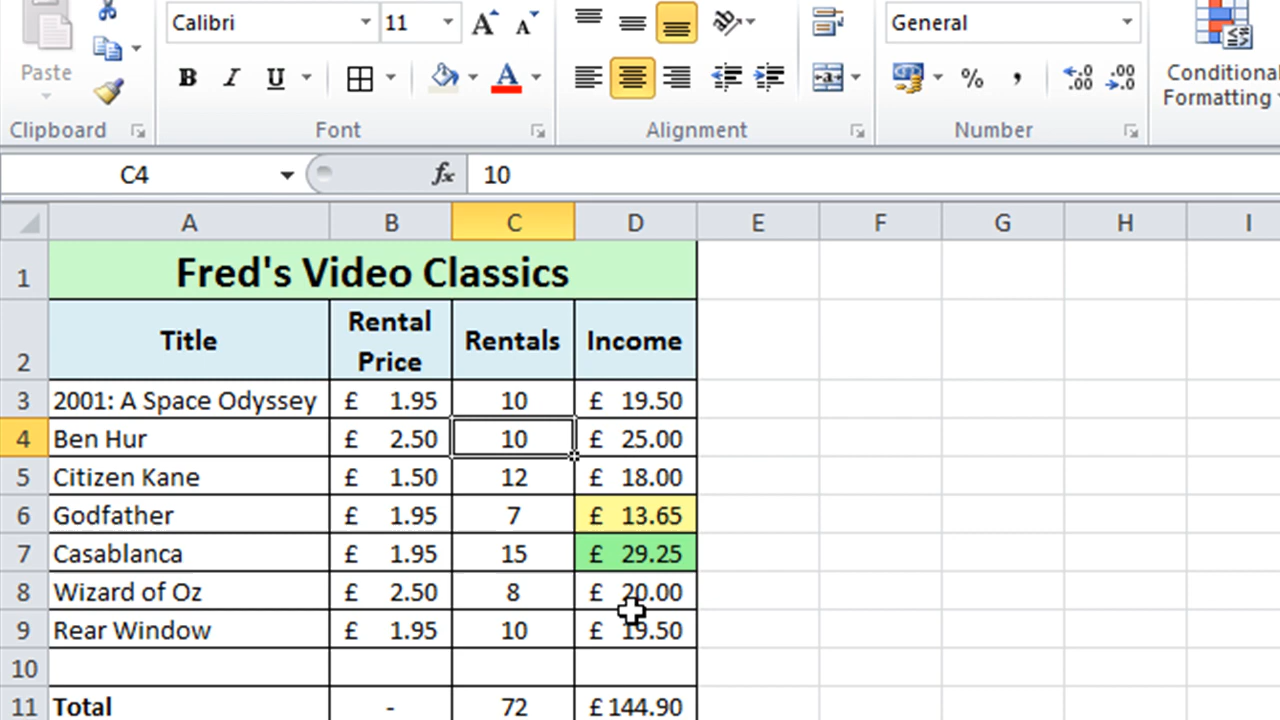 Calibri 11 A A General
Paste B I U A % , .00 .00 Conditional
Formatting
Clipboard Font Alignment Number
C4 fx 10
A B C D E F G H I
1 Fred's Video Classics
2 Title Rental Price Rentals Income
3 2001: A Space Odyssey £ 1.95 10 £ 19.50
4 Ben Hur £ 2.50 10 £ 25.00
5 Citizen Kane £ 1.50 12 £ 18.00
6 Godfather £ 1.95 7 £ 13.65
7 Casablanca £ 1.95 15 £ 29.25
8 Wizard of Oz £ 2.50 8 £ 20.00
9 Rear Window £ 1.95 10 £ 19.50
10
11 Total - 72 £ 144.90